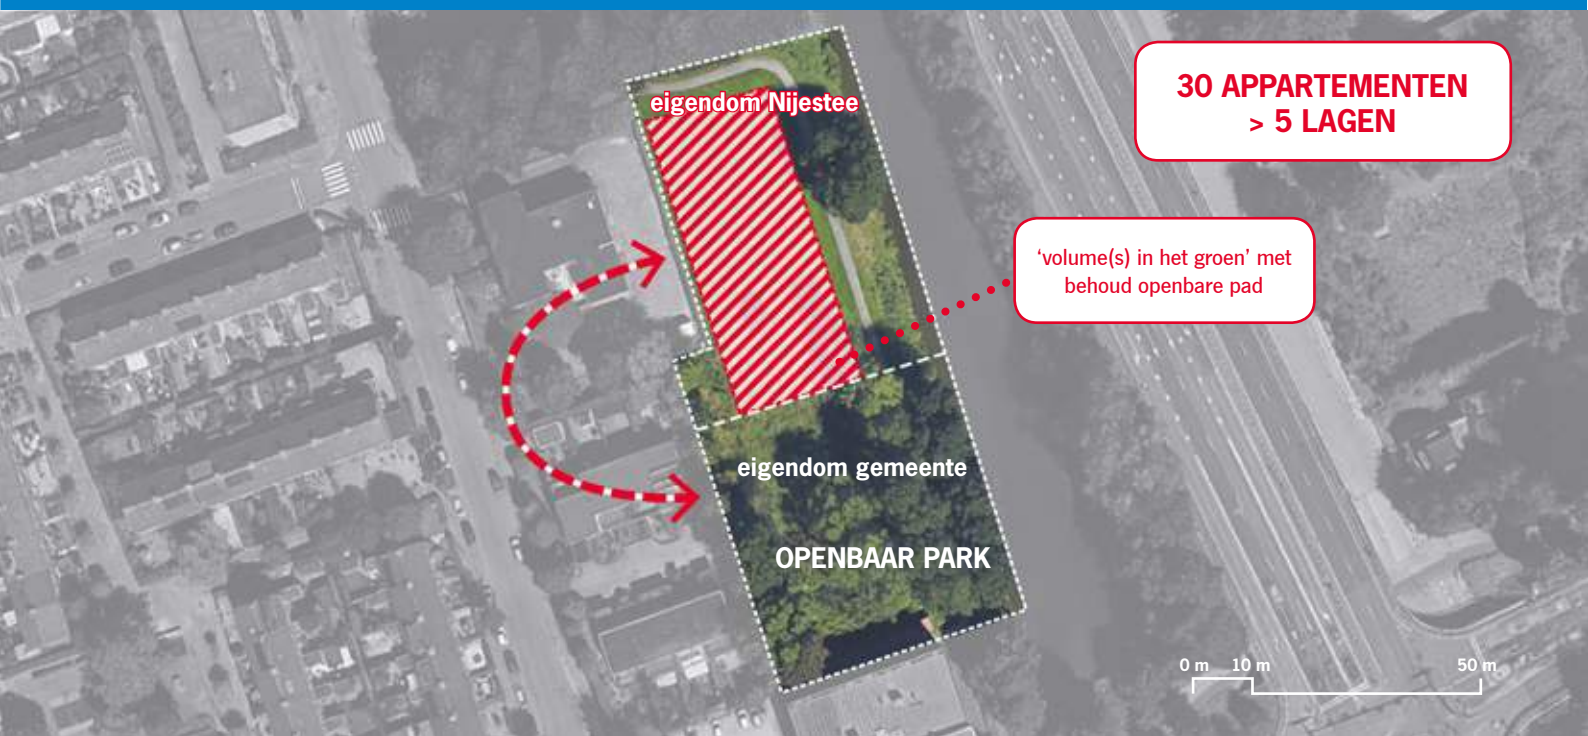 30 APPARTEMENTEN
> 5 LAGEN
eigendom Nijestee
‘volume(s) in het groen’ met
behoud openbare pad
eigendom gemeente
OPENBAAR PARK
0 m 10 m 50 m